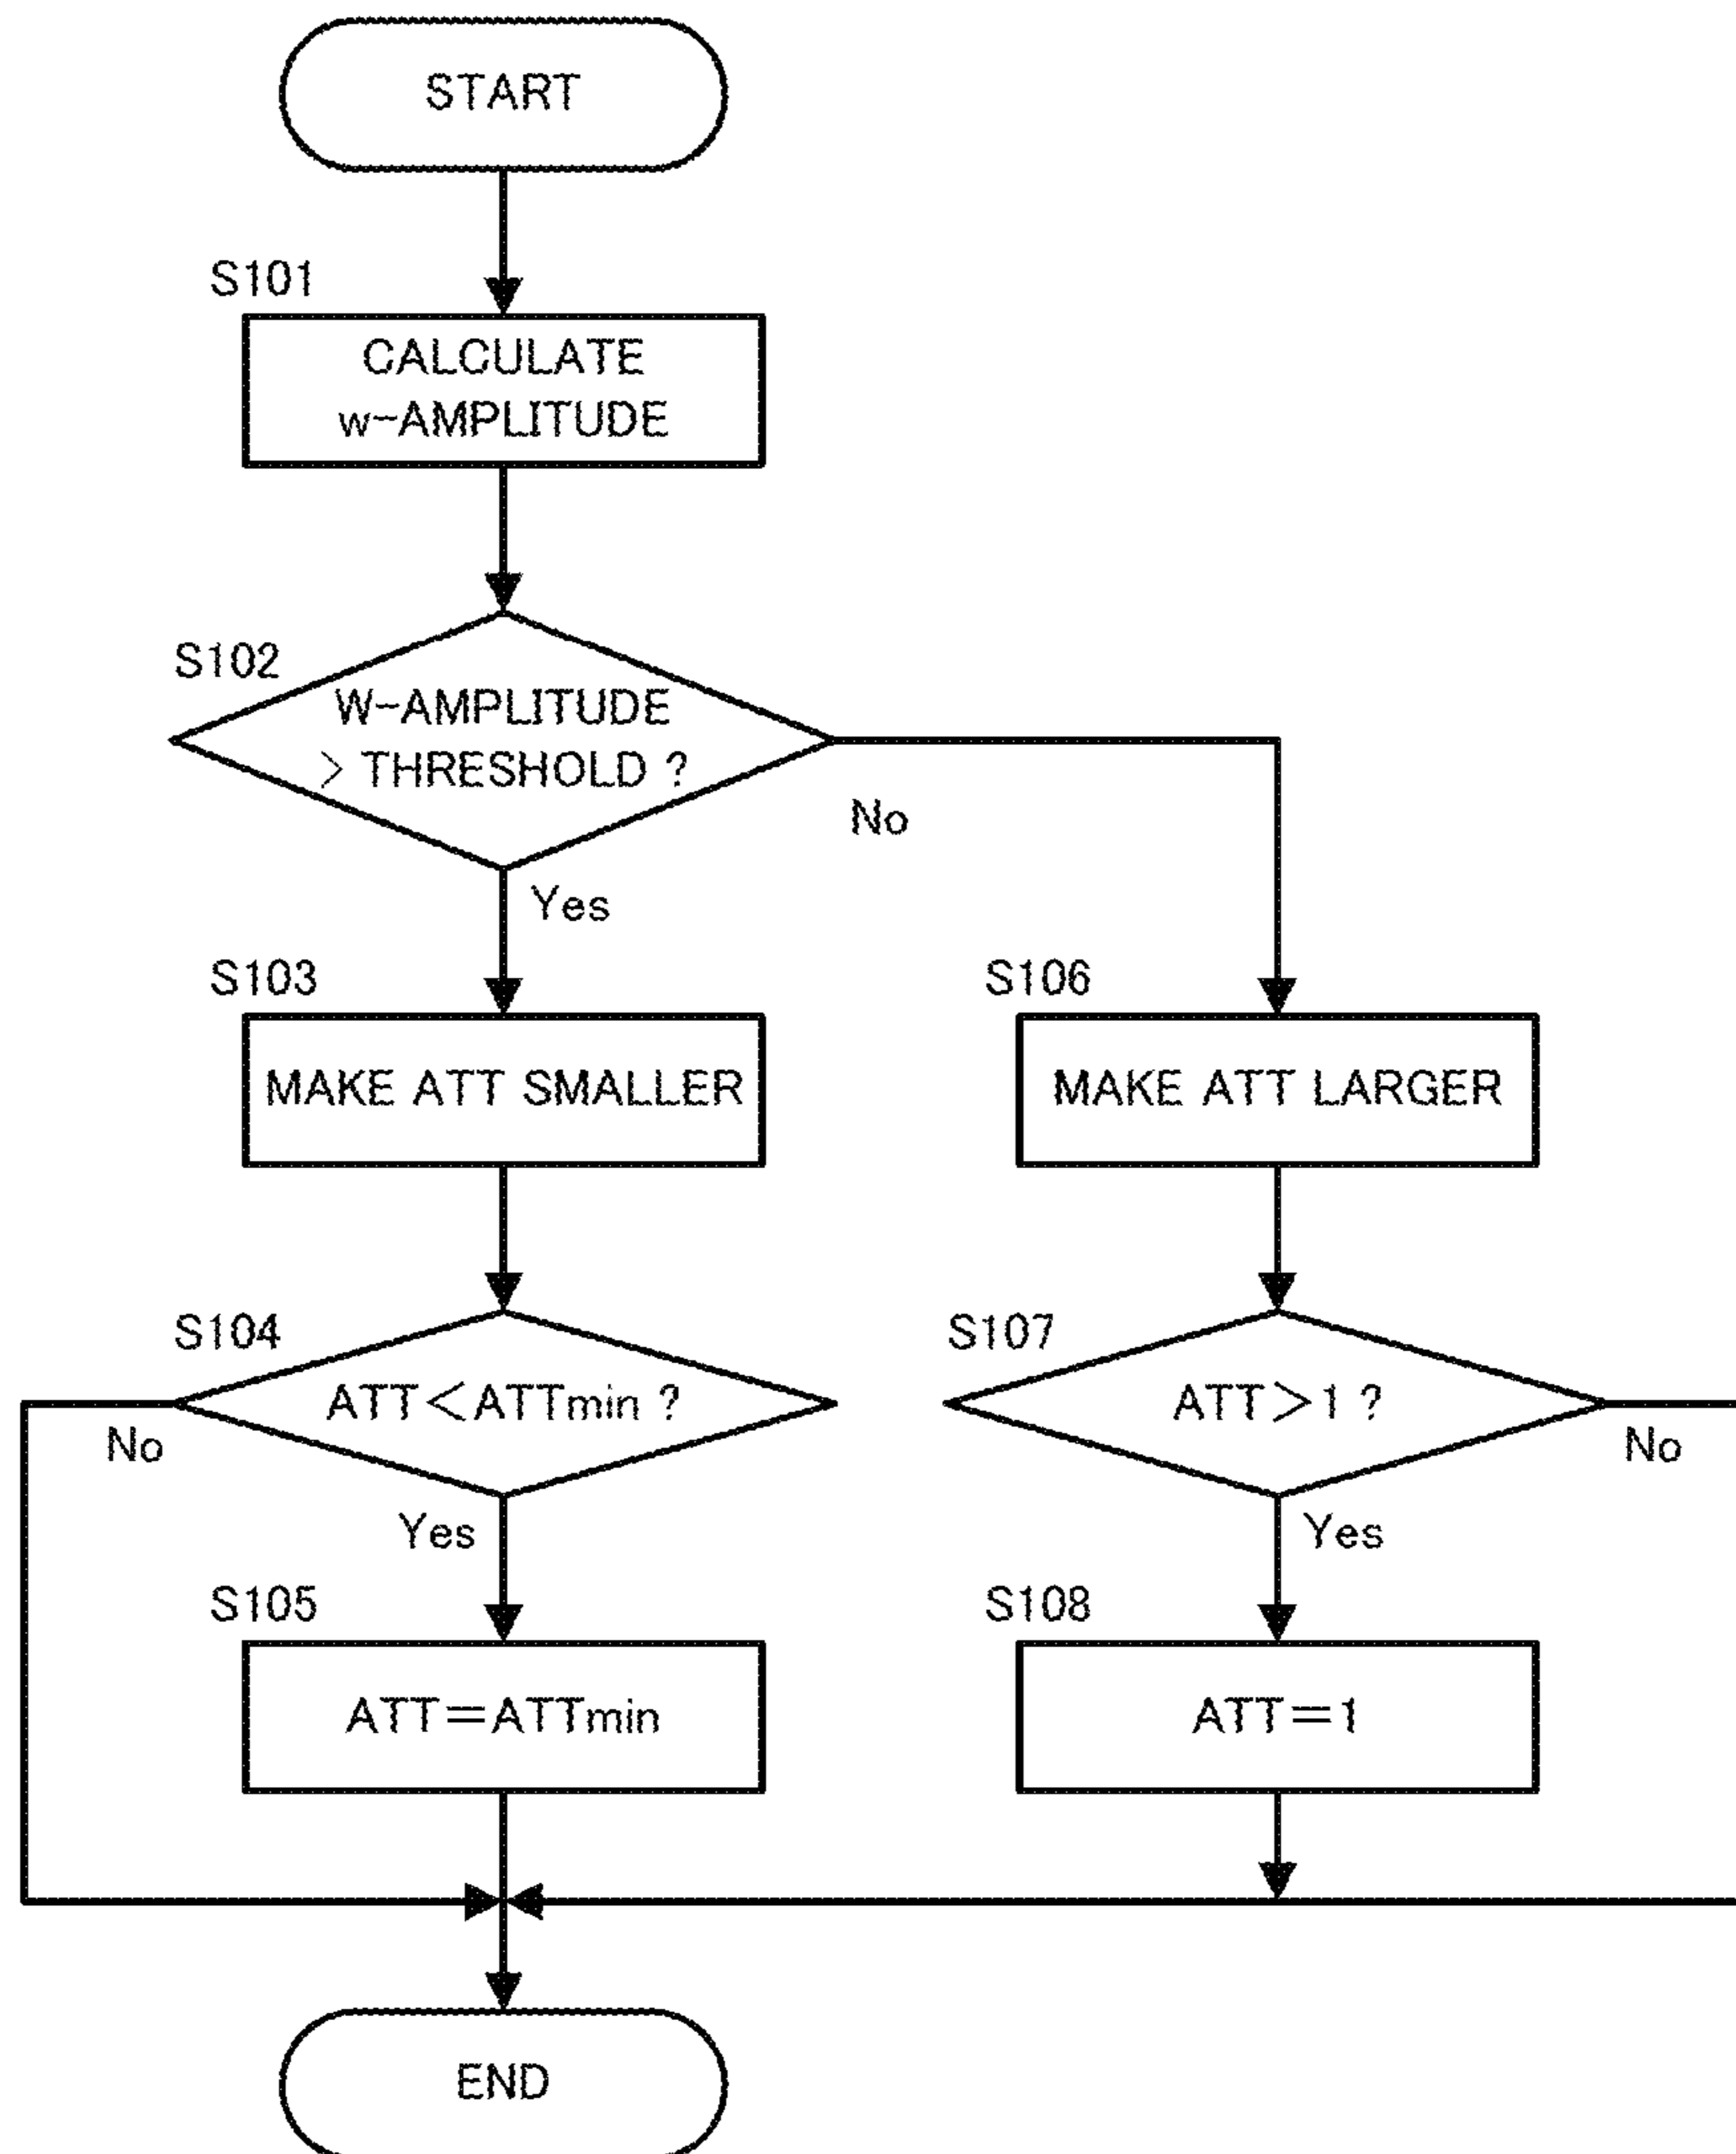 START
S101
CALCULATE
w-AMPLITUDE
S102
W-AMPLITUDE
> THRESHOLD ?
No
Yes
S103
MAKE ATT SMALLER
S106
MAKE ATT LARGER
S104
ATT<ATTmin ?
No
Yes
S107
ATT>1 ?
No
Yes
S105
ATT=ATTmin
S108
ATT=1
END